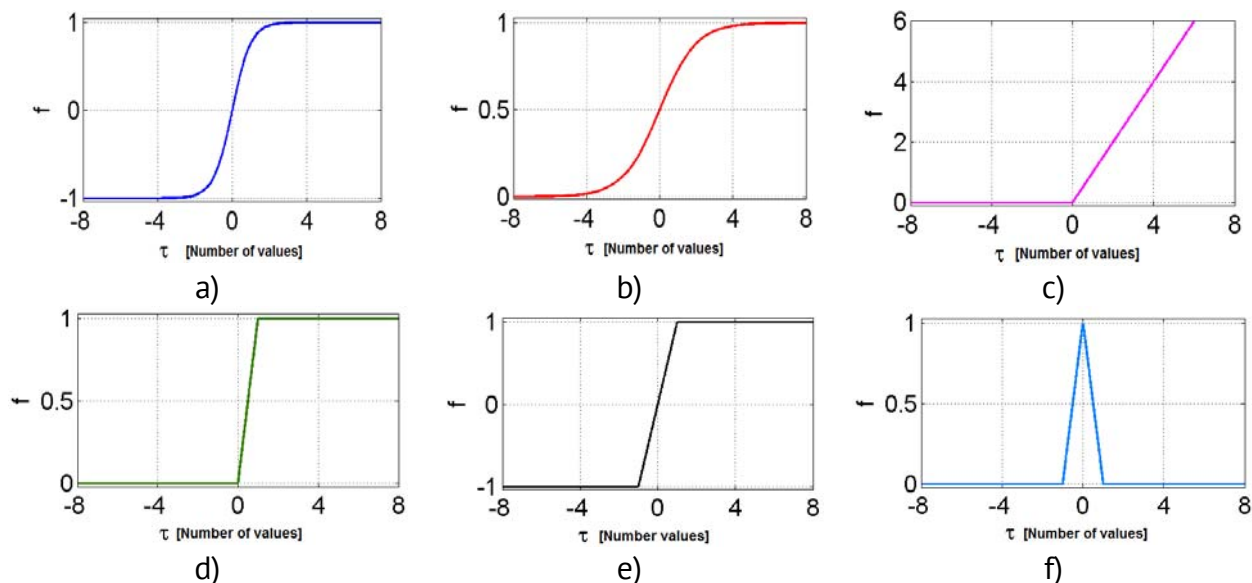 1
0
-1
f
-8 -4 0 4 8
τ [Number of values]
a)
1
0.5
0
f
-8 -4 0 4 8
τ [Number of values]
b)
6
4
2
0
f
-8 -4 0 4 8
τ [Number of values]
c)
1
0.5
0
f
-8 -4 0 4 8
τ [Number of values]
d)
1
0
-1
f
-8 -4 0 4 8
τ [Number values]
e)
1
0.5
0
f
-8 -4 0 4 8
τ [Number of values]
f)